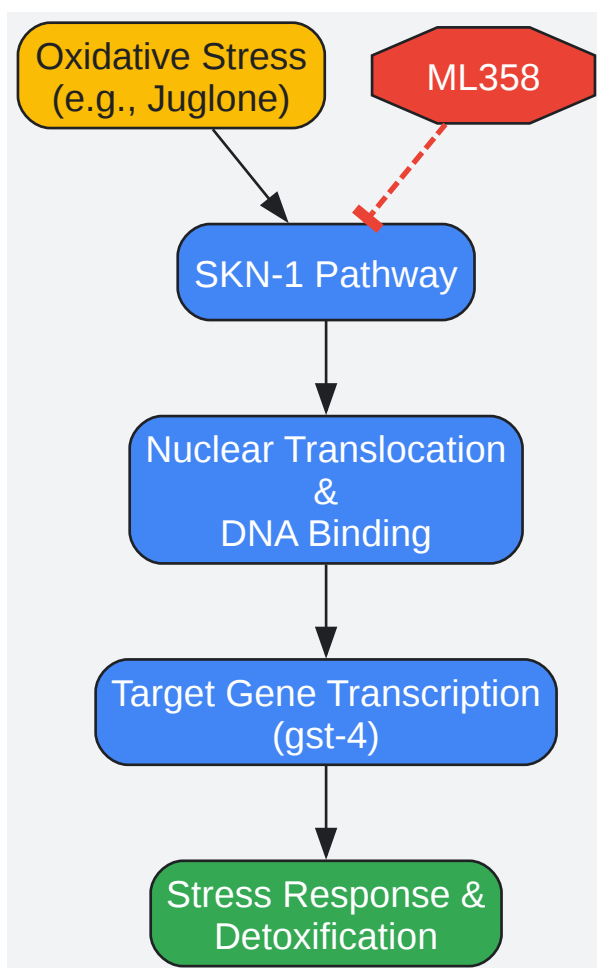 Oxidative Stress
(e.g., Juglone)
ML358
SKN-1 Pathway
Nuclear Translocation
&
DNA Binding
Target Gene Transcription
(gst-4)
Stress Response &
Detoxification